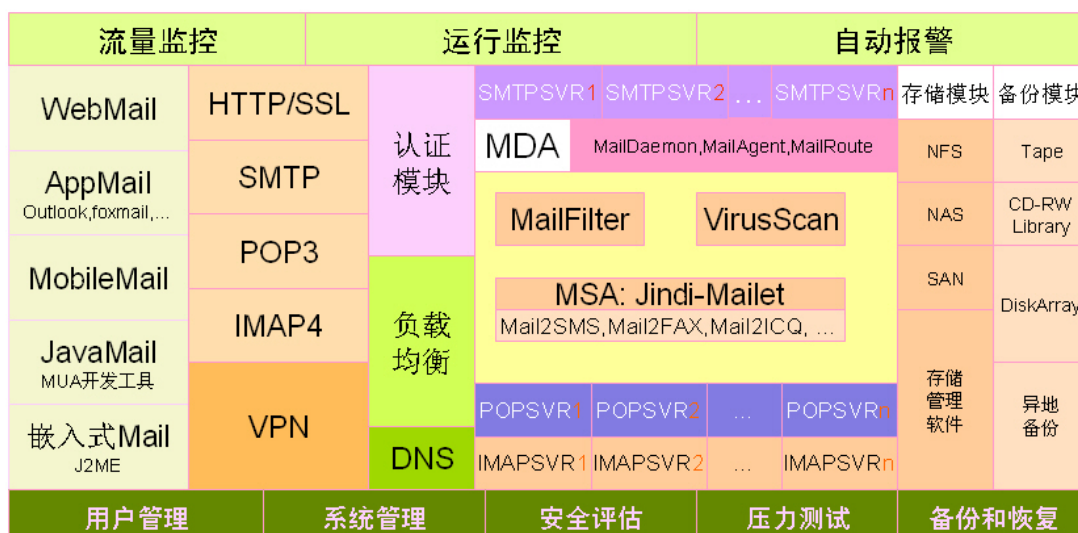 流量监控
运行监控
自动报警
WebMail
AppMail
Outlook,foxmail,...
MobileMail
JavaMail
MUA开发工具
嵌入式Mail
J2ME
HTTP/SSL
SMTP
POP3
IMAP4
VPN
认证
模块
负载
均衡
DNS
SMTPSVR1 SMTPSVR2 ... SMTPSVRn
MDA
MailDaemon,MailAgent,MailRoute
MailFilter
VirusScan
MSA: Jindi-Mailet
Mail2SMS,Mail2FAX,Mail2ICQ, ...
POPSVR1 POPSVR2 ... POPSVRn
IMAPSVR1 IMAPSVR2 ... IMAPSVRn
存储模块
NFS
NAS
SAN
存储
管理
软件
备份模块
Tape
CD-RW
Library
DiskArray
异地
备份
用户管理
系统管理
安全评估
压力测试
备份和恢复